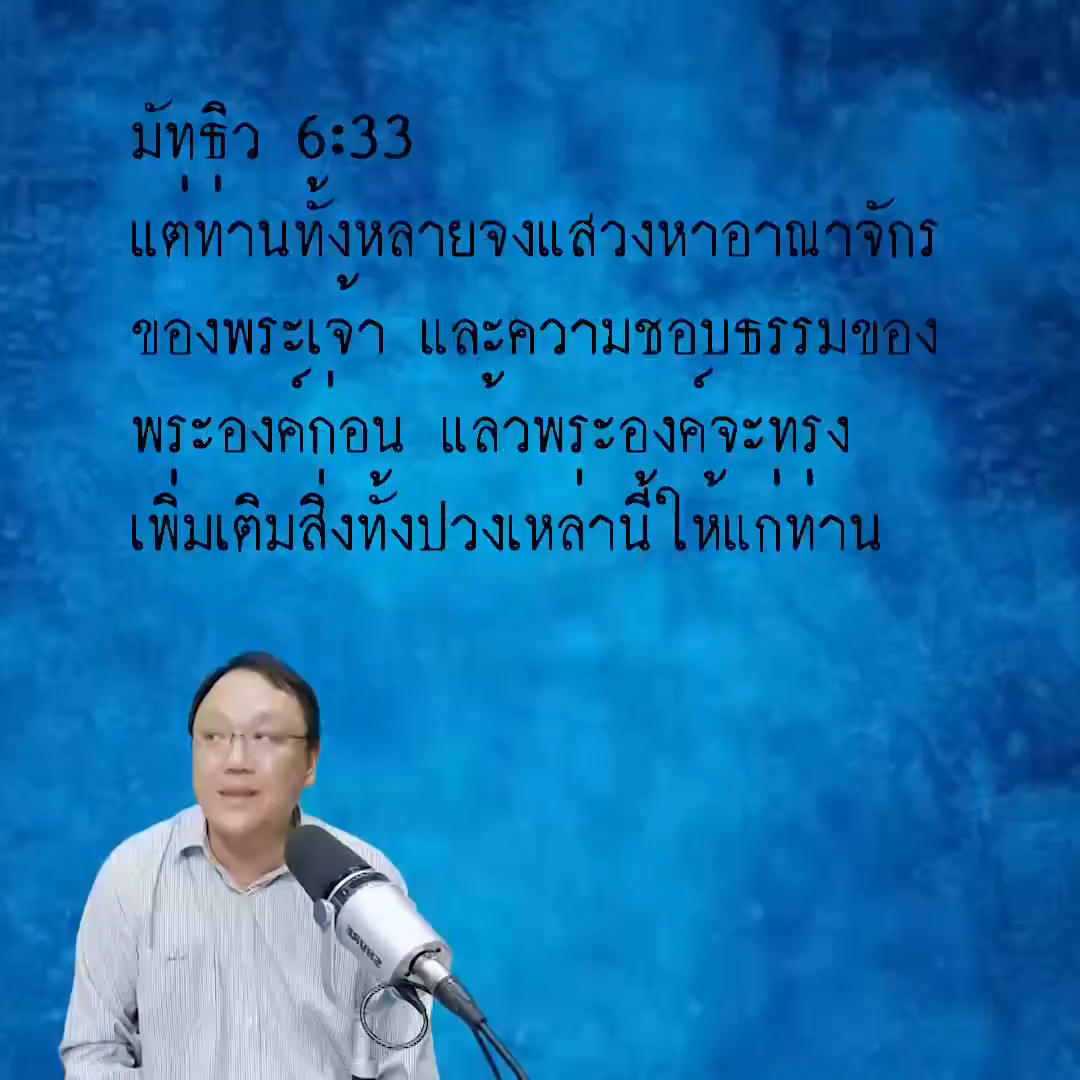 มัทธิว 6:33
แต่ท่านทั้งหลายจงแสวงหาอาณาจักร
ของพระเจ้า และความชอบธรรมของ
พระองค์ก่อน แล้วพระองค์จะทรง
เพิ่มเติมสิ่งทั้งปวงเหล่านี้ให้แก่ท่าน
SHURE